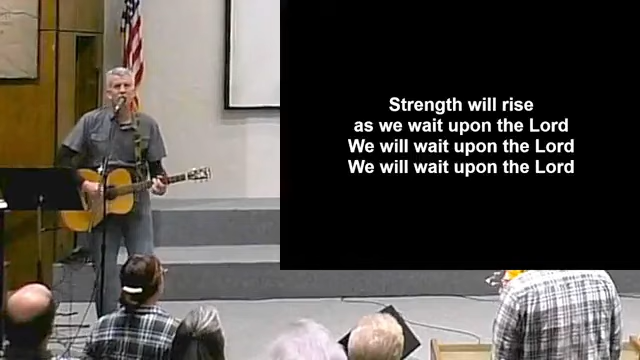 Strength will rise
as we wait upon the Lord
We will wait upon the Lord
We will wait upon the Lord